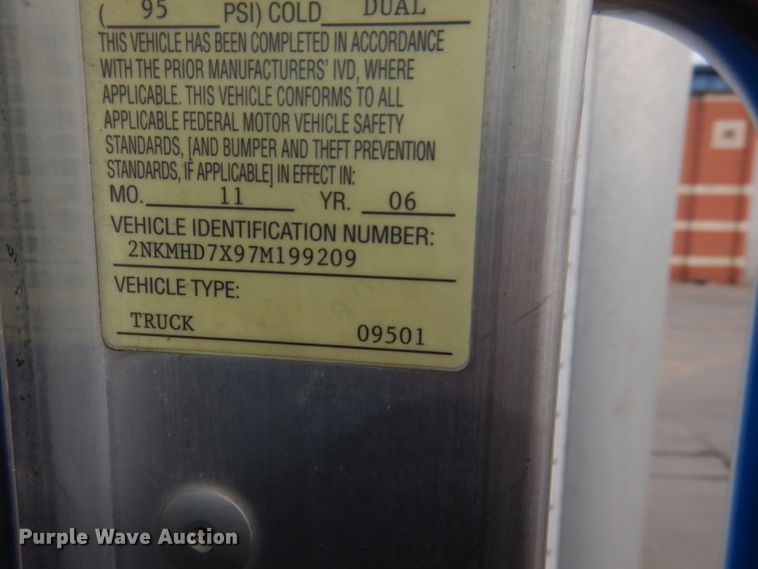 ( 95 PSI) COLD DUAL
THIS VEHICLE HAS BEEN COMPLETED IN ACCORDANCE
WITH THE PRIOR MANUFACTURERS' IVD, WHERE
APPLICABLE. THIS VEHICLE CONFORMS TO ALL
APPLICABLE FEDERAL MOTOR VEHICLE SAFETY
STANDARDS, [AND BUMPER AND THEFT PREVENTION
STANDARDS, IF APPLICABLE] IN EFFECT IN:
MO. 11 YR. 06
VEHICLE IDENTIFICATION NUMBER:
2NKMHD7X97M199209
VEHICLE TYPE:
TRUCK 09501
Purple Wave Auction